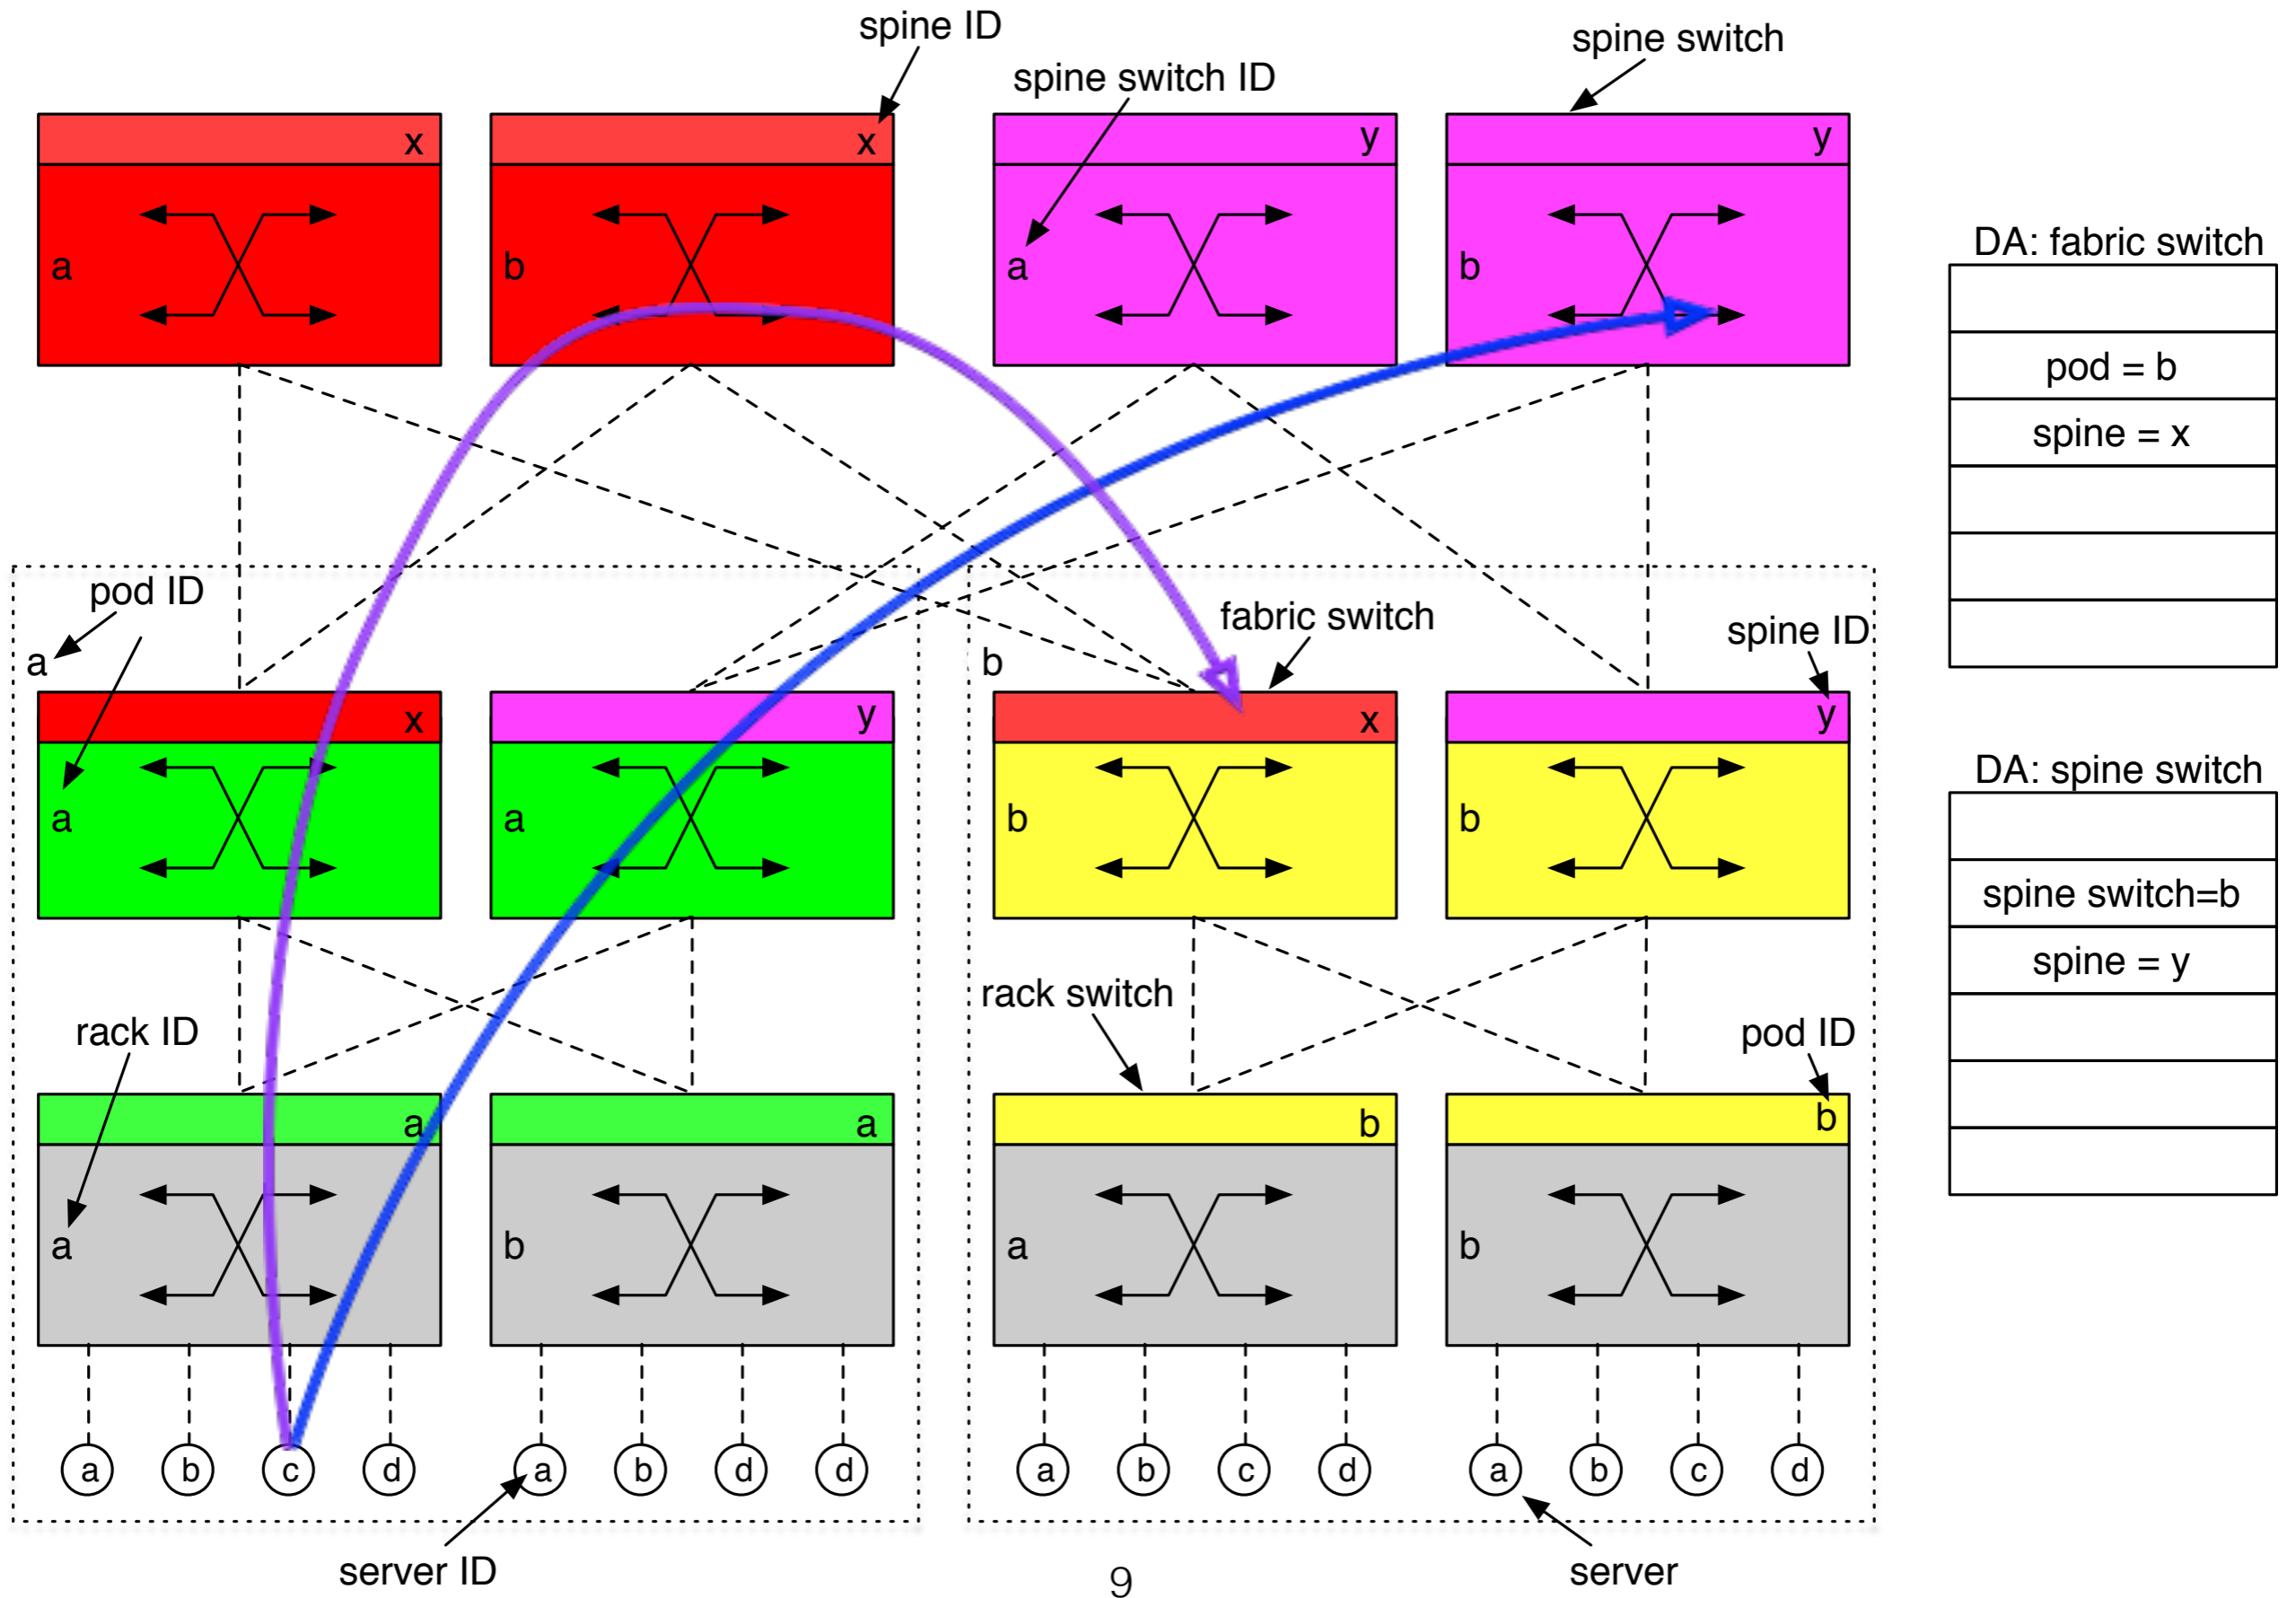 spine ID
spine switch
spine switch ID
x
x
y
y
a
b
a
b
DA: fabric switch
pod = b
spine = x
pod ID
a
fabric switch
spine ID
b
x
y
x
y
a
a
b
b
DA: spine switch
spine switch=b
spine = y
rack switch
rack ID
pod ID
a
a
b
b
a
b
a
b
a
b
c
d
a
b
d
d
a
b
c
d
a
b
c
d
server ID
server
9